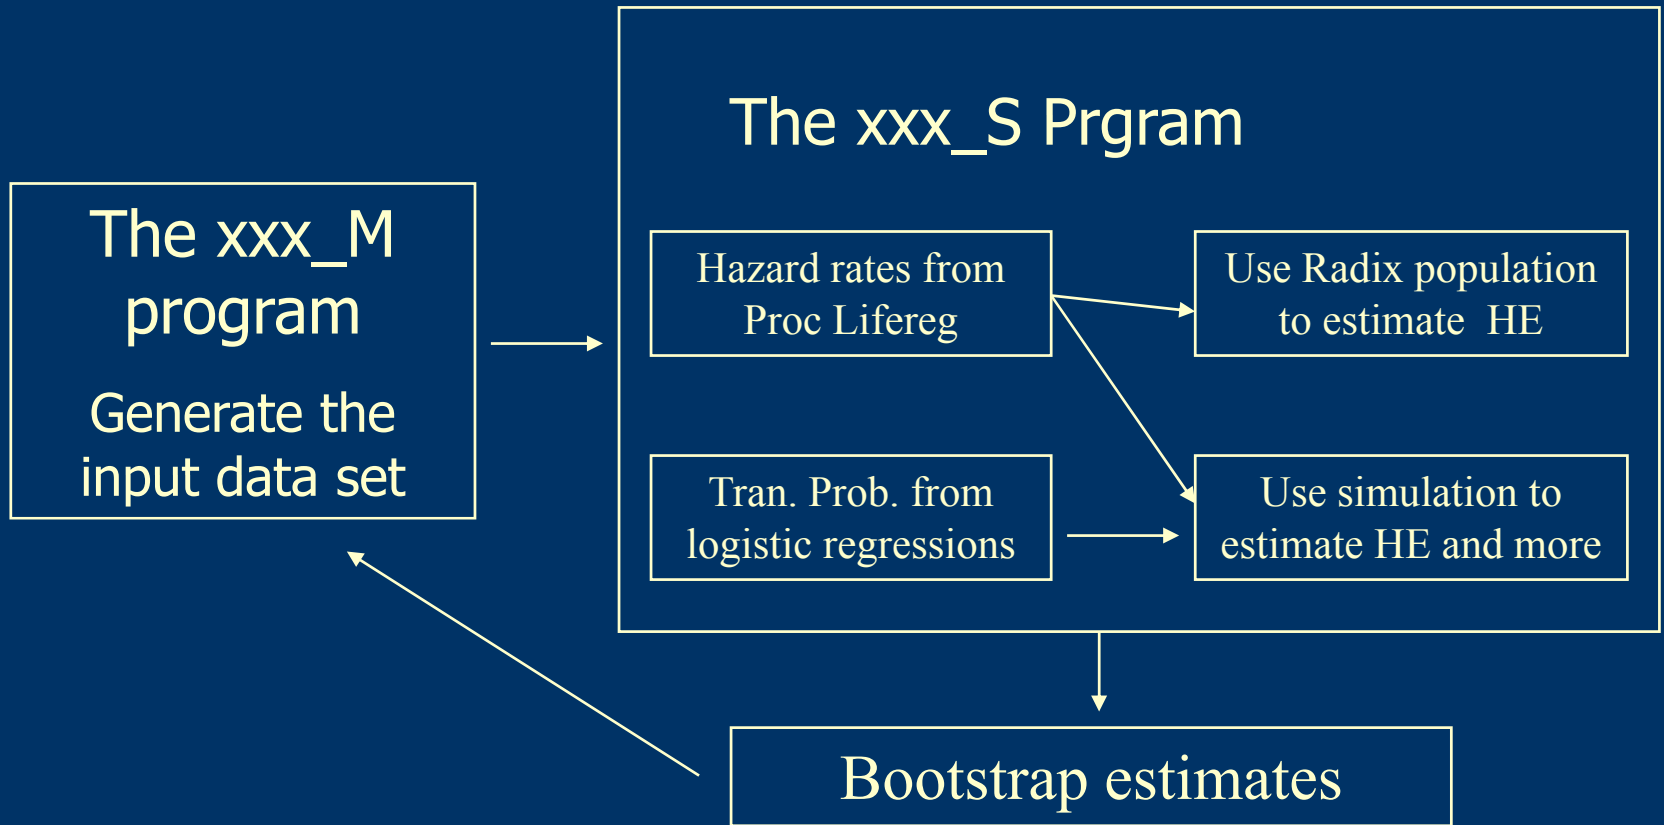 The xxx_M
program
Generate the
input data set
The xxx_S Prgram
Hazard rates from
Proc Lifereg
Use Radix population
to estimate HE
Tran. Prob. from
logistic regressions
Use simulation to
estimate HE and more
Bootstrap estimates